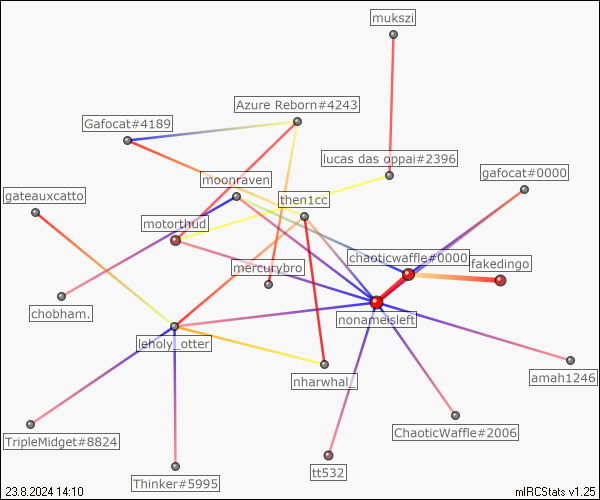 mukszi
Azure Reborn#4243
Gafocat#4189
lucas das oppai#2396
gafocat#0000
moonraven
gateauxcatto
then1cc
motorthud
chaoticwaffle#0000
fakedingo
mercurybro
chobham.
nonameisleft
leholy_otter
nharwhal_
amah1246
ChaoticWaffle#2006
TripleMidget#8824
tt532
Thinker#5995
23.8.2024 14:10
mIRCStats v1.25